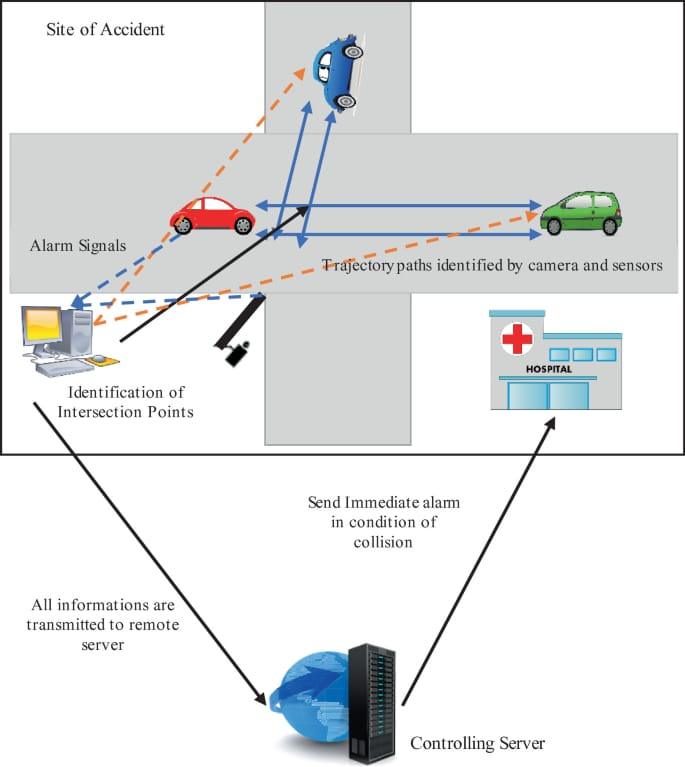 Site of Accident
Alarm Signals
Trajectory paths identified by camera and sensors
Identification of
Intersection Points
HOSPITAL
Send Immediate alarm
in condition of
collision
All informations are
transmitted to remote
server
Controlling Server